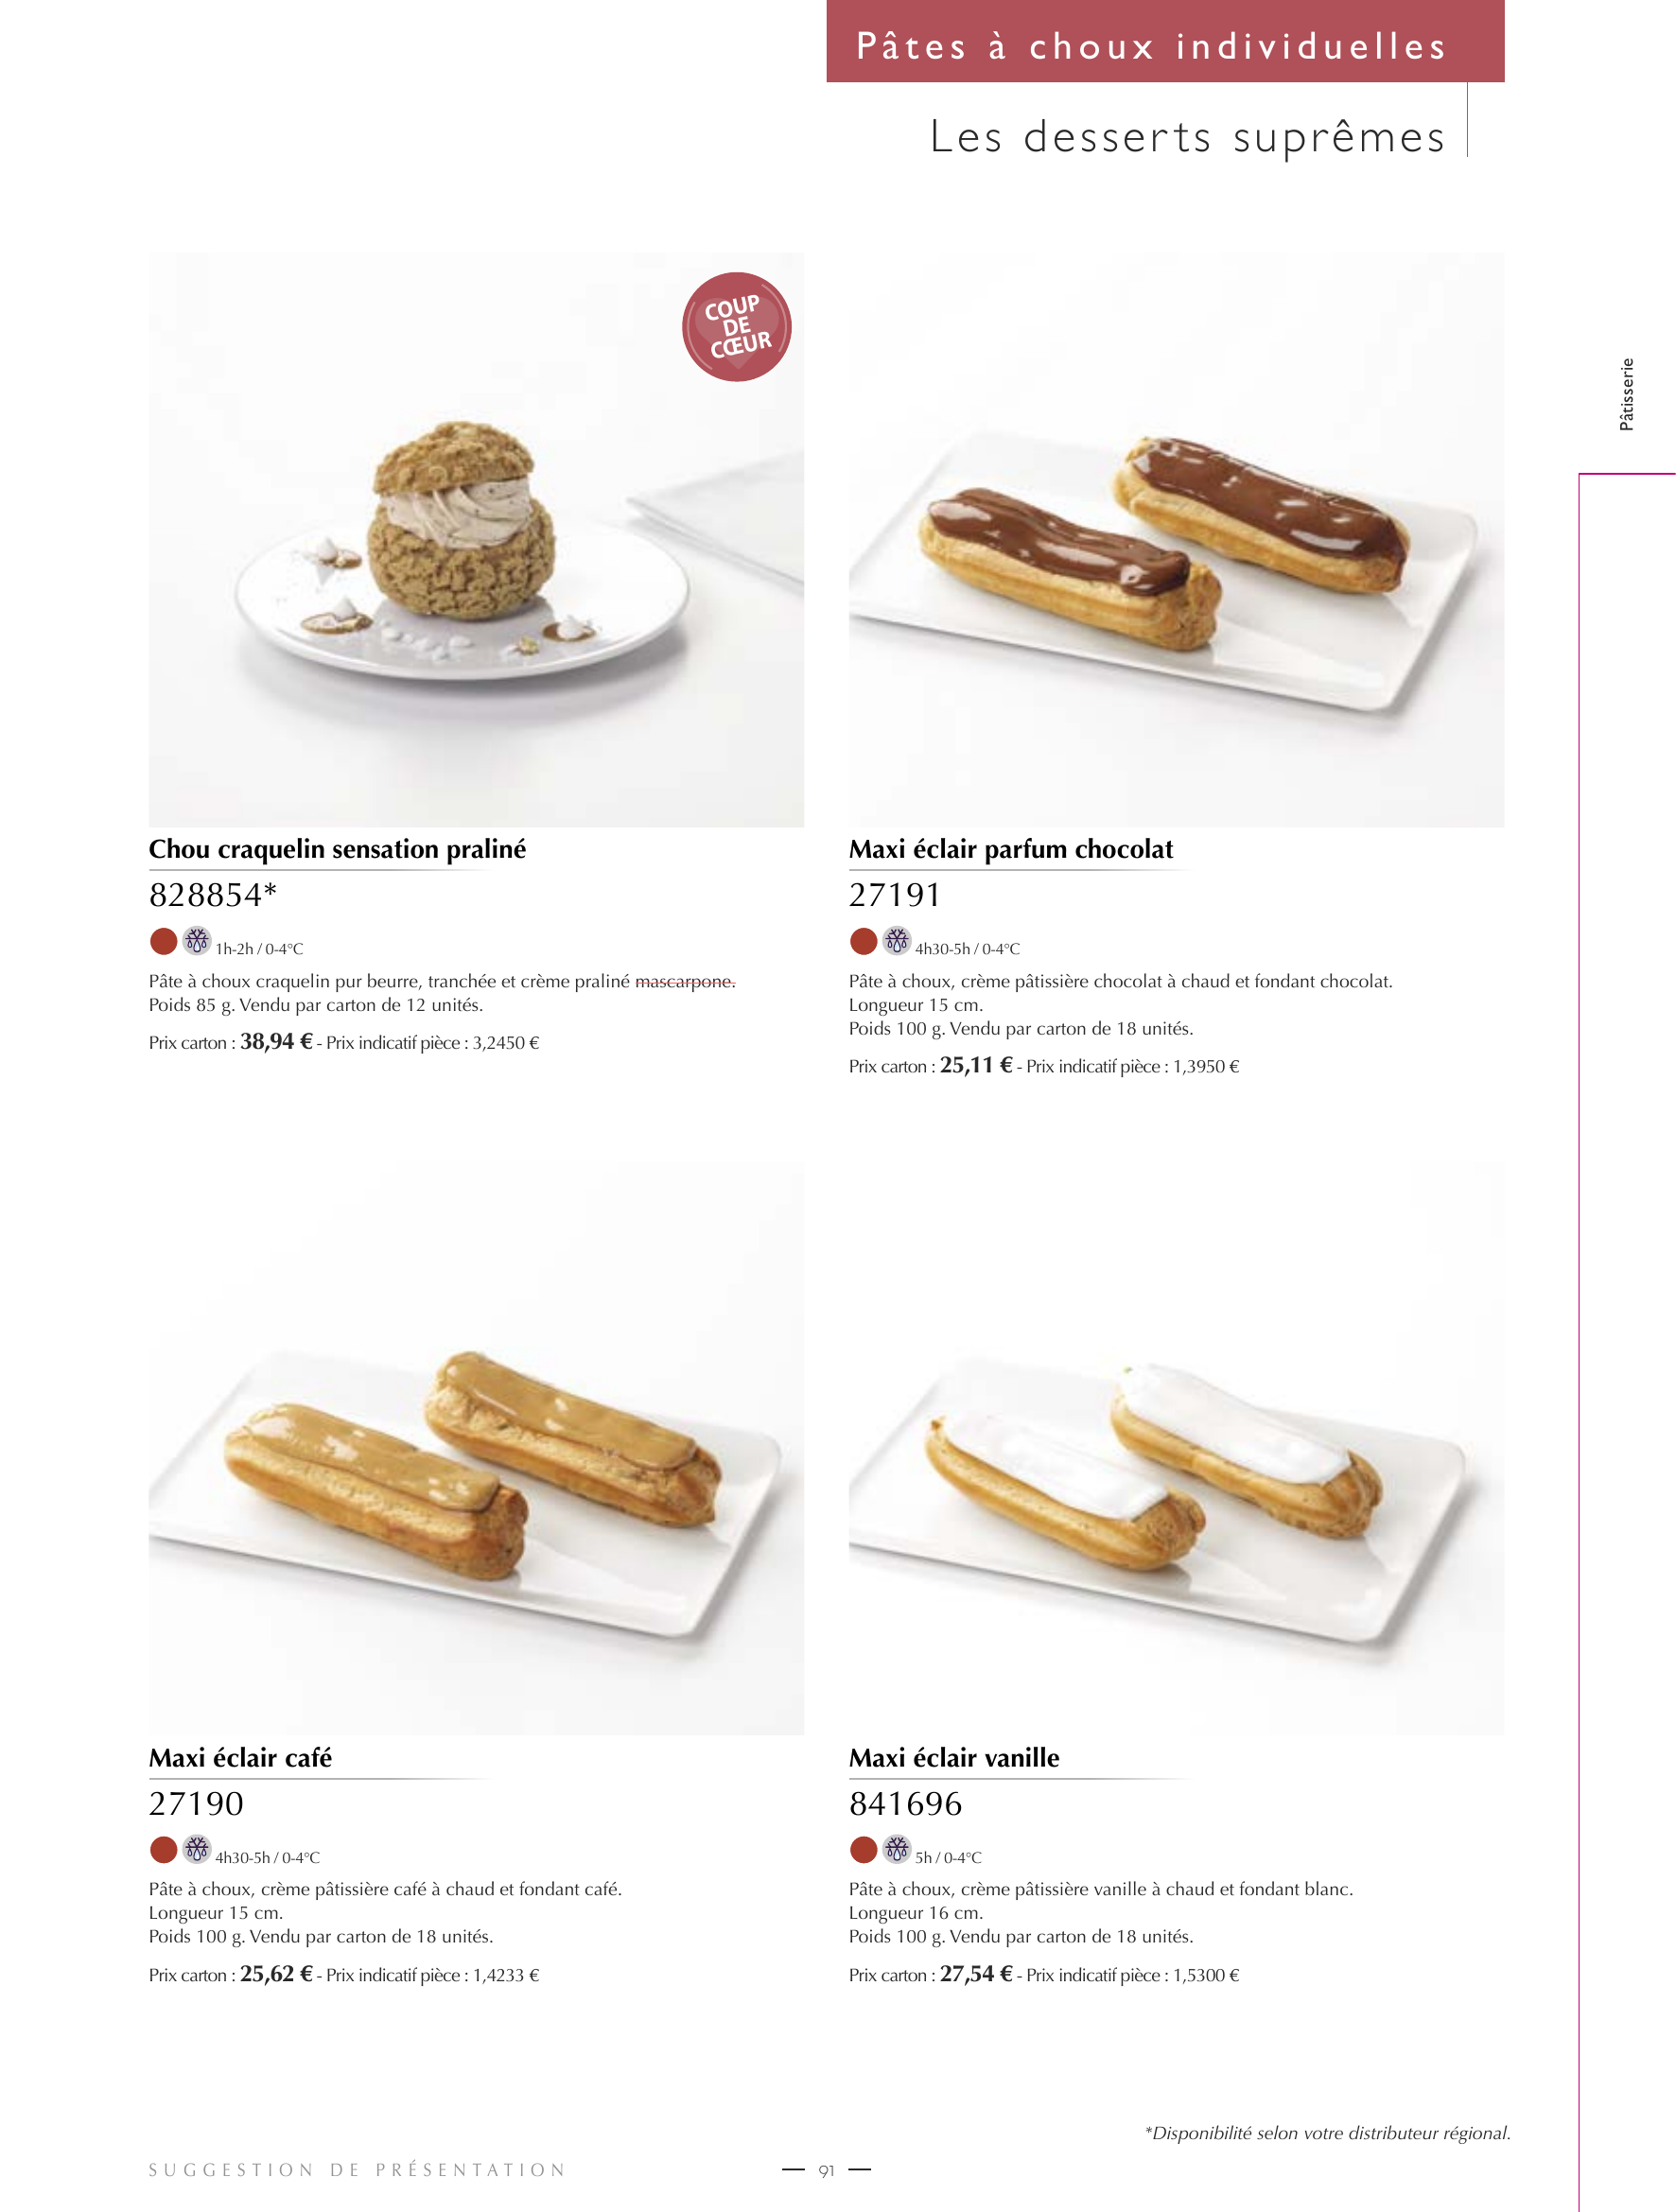 Pâtes à choux individuelles
Les desserts suprêmes
Pâtisserie
COUP
DE
CŒUR
Chou craquelin sensation praliné
828854*
1h-2h / 0-4°C
Pâte à choux craquelin pur beurre, tranchée et crème praliné mascarpone.
Poids 85 g. Vendu par carton de 12 unités.
Prix carton : 38,94 € - Prix indicatif pièce : 3,2450 €
Maxi éclair parfum chocolat
27191
4h30-5h / 0-4°C
Pâte à choux, crème pâtissière chocolat à chaud et fondant chocolat.
Longueur 15 cm.
Poids 100 g. Vendu par carton de 18 unités.
Prix carton : 25,11 € - Prix indicatif pièce : 1,3950 €
Maxi éclair café
27190
4h30-5h / 0-4°C
Pâte à choux, crème pâtissière café à chaud et fondant café.
Longueur 15 cm.
Poids 100 g. Vendu par carton de 18 unités.
Prix carton : 25,62 € - Prix indicatif pièce : 1,4233 €
Maxi éclair vanille
841696
5h / 0-4°C
Pâte à choux, crème pâtissière vanille à chaud et fondant blanc.
Longueur 16 cm.
Poids 100 g. Vendu par carton de 18 unités.
Prix carton : 27,54 € - Prix indicatif pièce : 1,5300 €
*Disponibilité selon votre distributeur régional.
SUGGESTION DE PRÉSENTATION
— 91 —